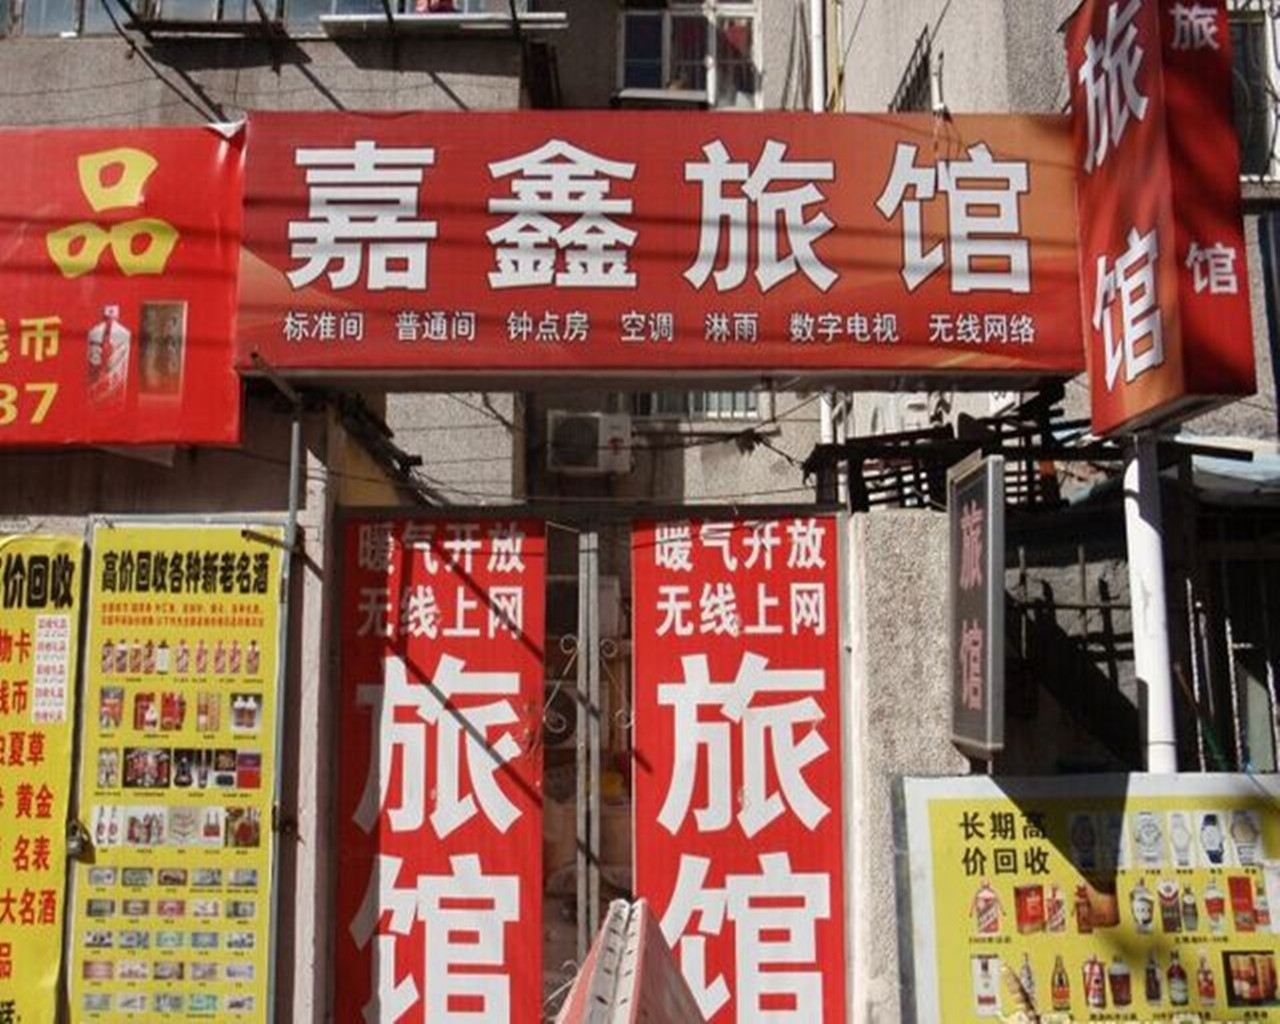 品
钱币
37
嘉鑫旅馆
标准间 普通间 钟点房 空调 淋雨 数字电视 无线网络
旅馆
旅馆
暖气开放
无线上网
旅馆
暖气开放
无线上网
旅馆
旅馆
价回收
物卡
钱币
夏草
黄金
名表
大名酒
品
高价回收各种新老名酒
长期高
价回收